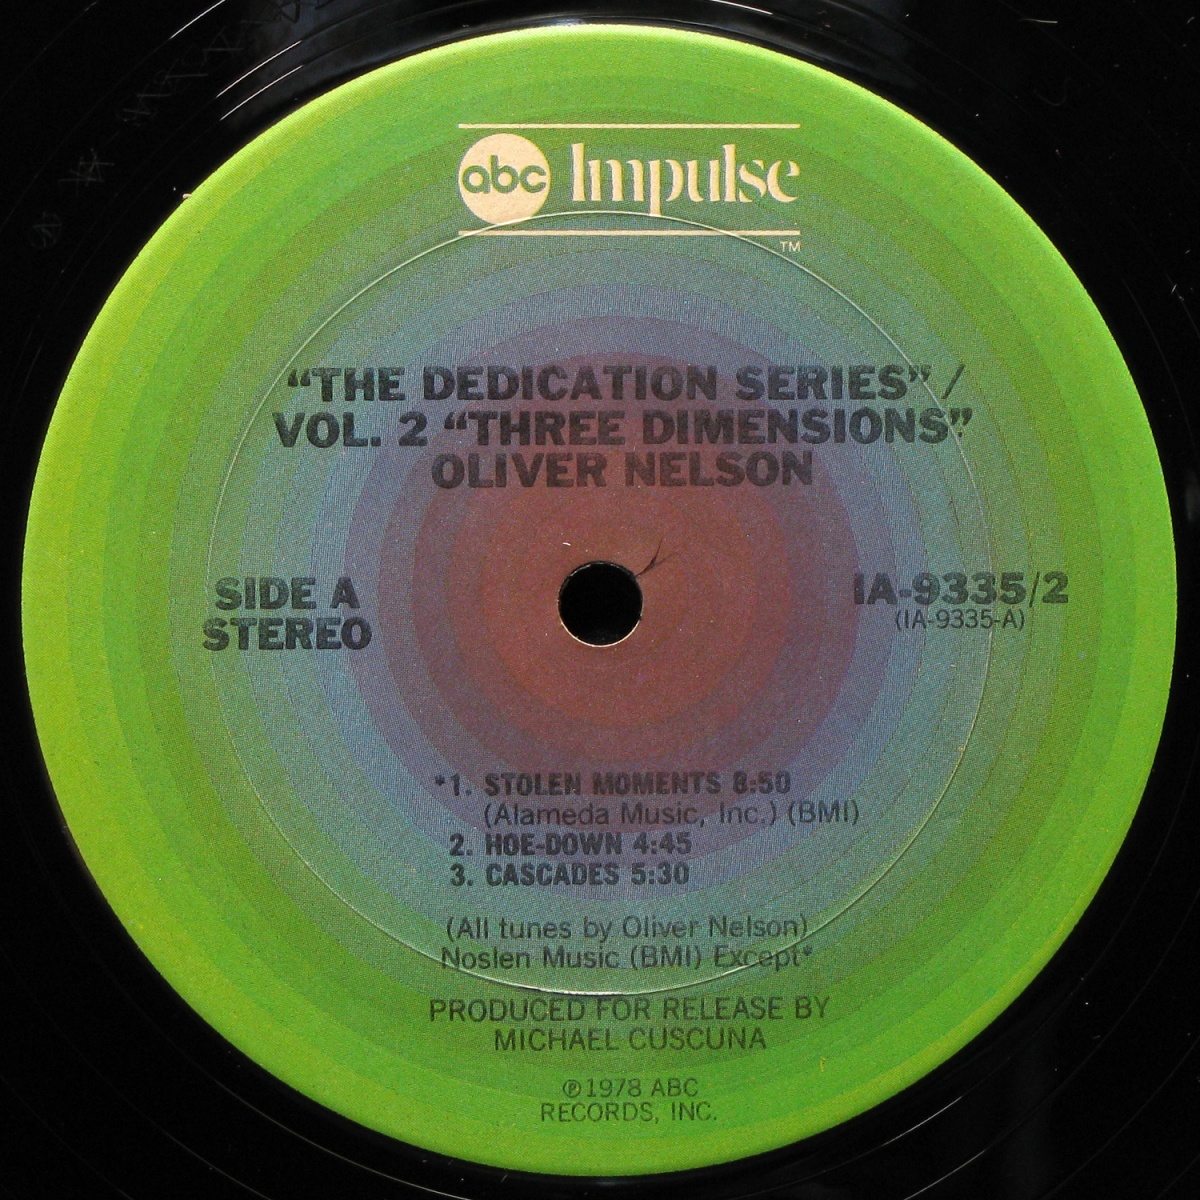 abc Impulse
TM
“THE DEDICATION SERIES” /
VOL. 2 “THREE DIMENSIONS”
OLIVER NELSON
SIDE A
STEREO
IA-9335/2
(IA-9335-A)
*1. STOLEN MOMENTS 8:50
(Alameda Music, Inc.) (BMI)
2. HOE-DOWN 4:45
3. CASCADES 5:30
(All tunes by Oliver Nelson)
Noslen Music (BMI) Except*
PRODUCED FOR RELEASE BY
MICHAEL CUSCUNA
℗1978 ABC
RECORDS, INC.